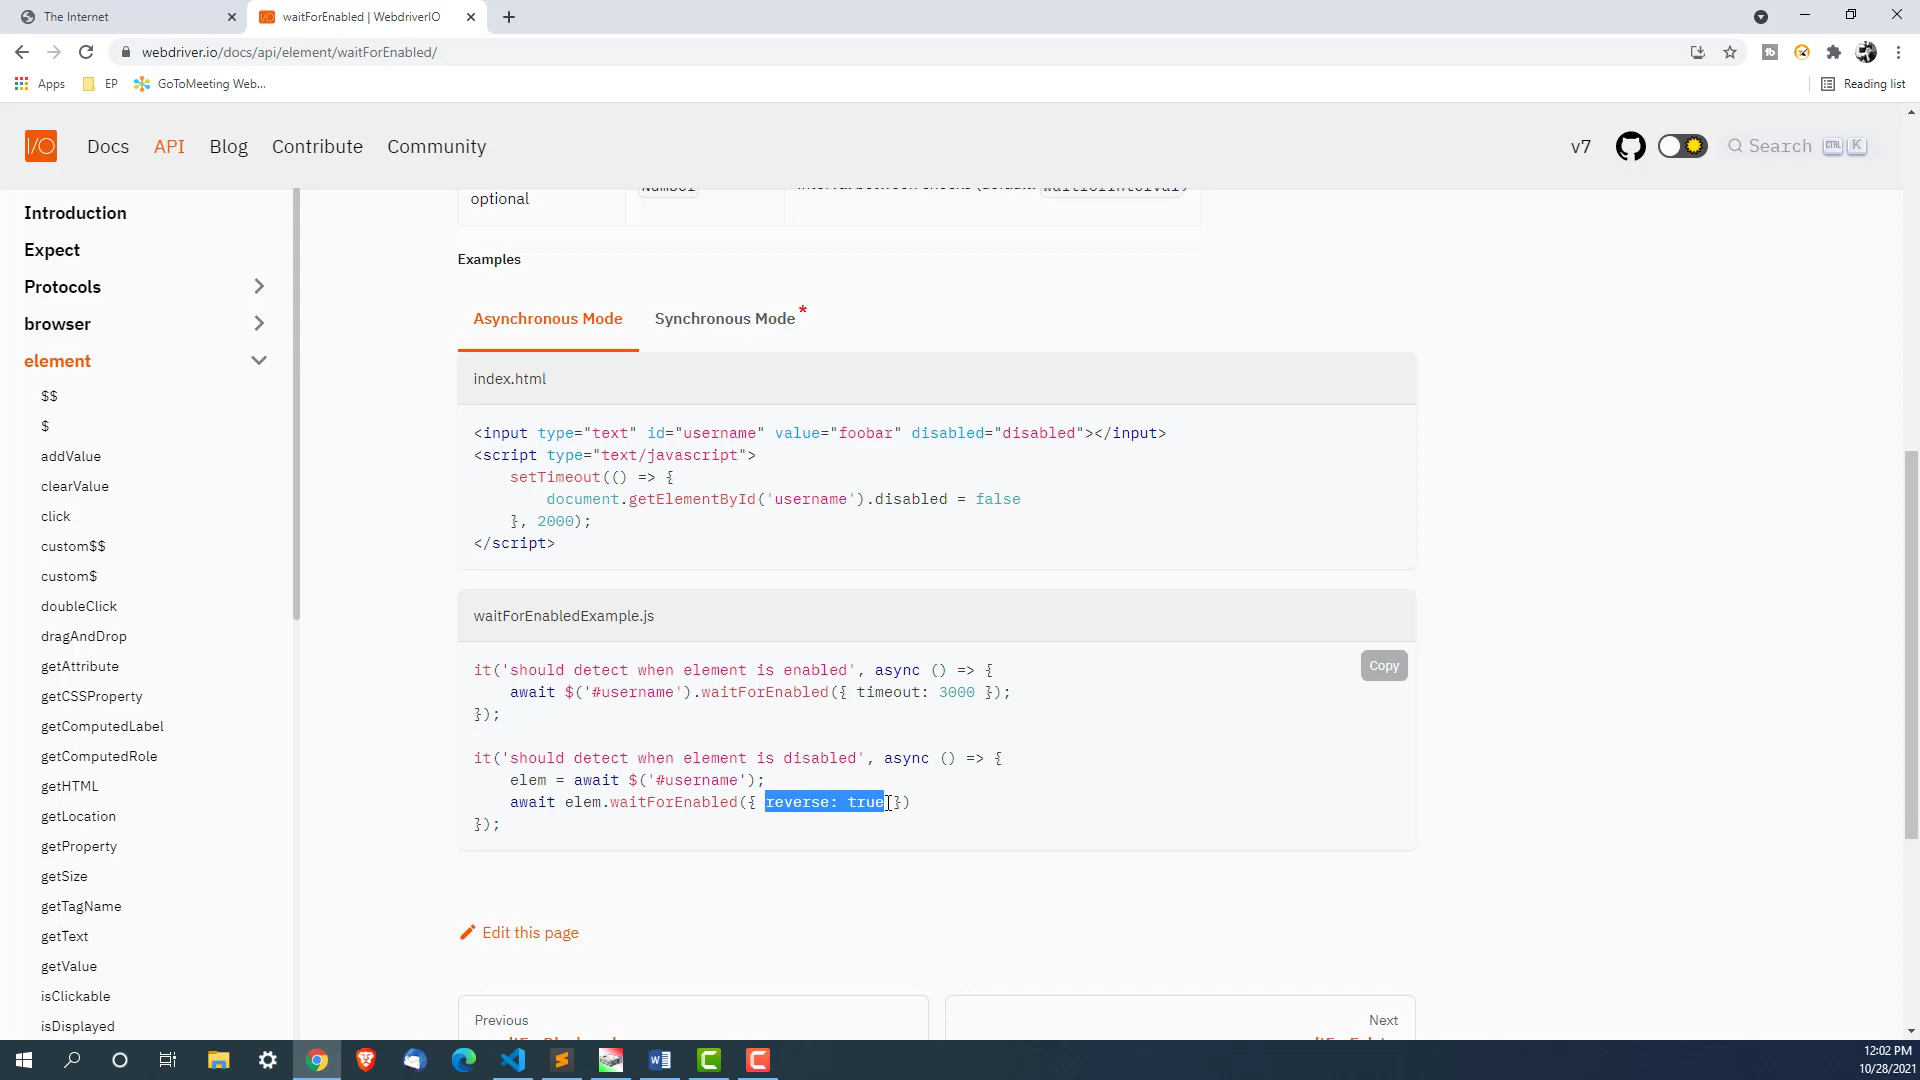 The Internet
waitForEnabled | WebdriverIO
webdriver.io/docs/api/element/waitForEnabled/
Apps
EP
GoToMeeting Web...
Reading list
I/O
Docs
API
Blog
Contribute
Community
v7
Search
CTRL
K
Introduction
Expect
Protocols
browser
element
$$
$
addValue
clearValue
click
custom$$
custom$
doubleClick
dragAndDrop
getAttribute
getCSSProperty
getComputedLabel
getComputedRole
getHTML
getLocation
getProperty
getSize
getTagName
getText
getValue
isClickable
isDisplayed
optional
Examples
Asynchronous Mode
Synchronous Mode *
index.html
<input type="text" id="username" value="foobar" disabled="disabled"></input>
<script type="text/javascript">
setTimeout(() => {
document.getElementById('username').disabled = false
}, 2000);
</script>
waitForEnabledExample.js
Copy
it('should detect when element is enabled', async () => {
await $('#username').waitForEnabled({ timeout: 3000 });
});
it('should detect when element is disabled', async () => {
elem = await $('#username');
await elem.waitForEnabled({ reverse: true })
});
Edit this page
Previous
Next
12:02 PM
10/28/2021